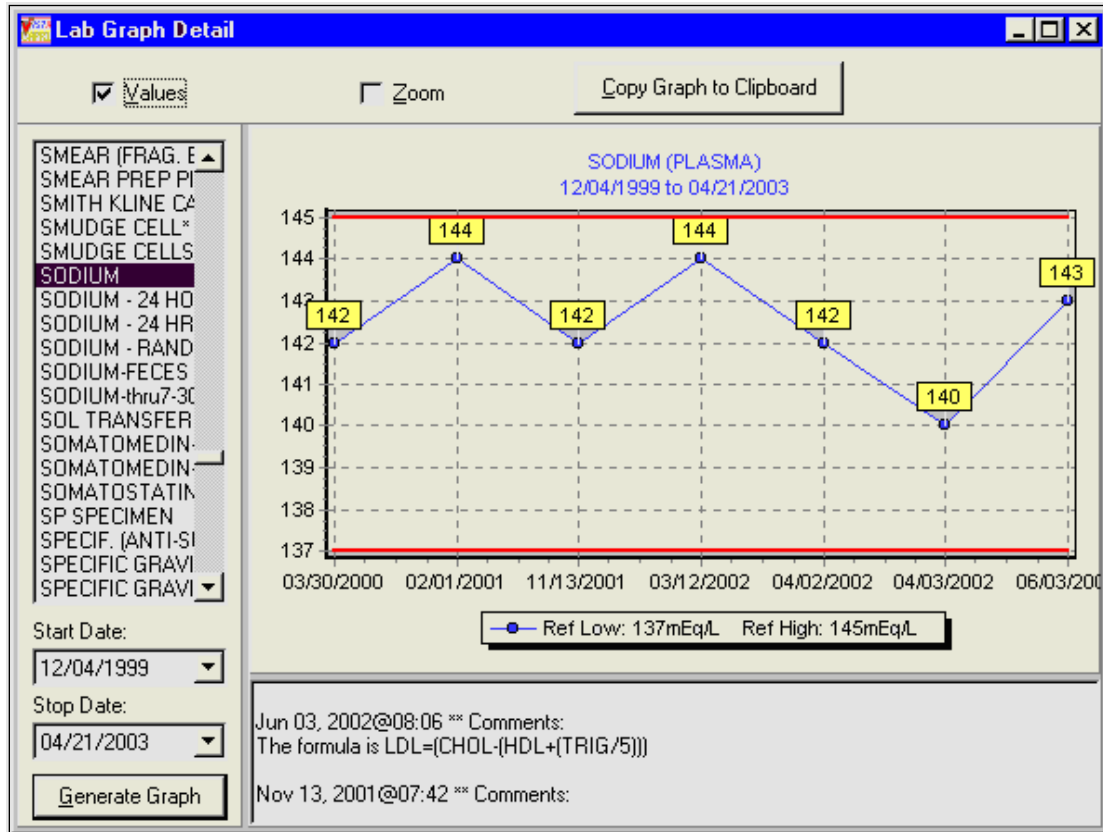 Lab Graph Detail
Values
Zoom
Copy Graph to Clipboard
SMEAR (FRAG. E
SMEAR PREP PI
SMITH KLINE CA
SMUDGE CELL*
SMUDGE CELLS
SODIUM
SODIUM - 24 HO
SODIUM - 24 HR
SODIUM - RAND
SODIUM-FECES
SODIUM-thru7-30
SOL TRANSFER
SOMATOMEDIN-
SOMATOMEDIN-
SOMATOSTATIN
SP SPECIMEN
SPECIF. (ANTI-SU
SPECIFIC GRAVI
SPECIFIC GRAVI
Start Date:
12/04/1999
Stop Date:
04/21/2003
Generate Graph
SODIUM (PLASMA)
12/04/1999 to 04/21/2003
145
144
142
141
140
139
138
137
142
144
142
144
142
140
143
03/30/2000 02/01/2001 11/13/2001 03/12/2002 04/02/2002 04/03/2002 06/03/200
Ref Low: 137mEq/L Ref High: 145mEq/L
Jun 03, 2002@08:06 ** Comments:
The formula is LDL=(CHOL-(HDL+(TRIG/5)))
Nov 13, 2001@07:42 ** Comments: